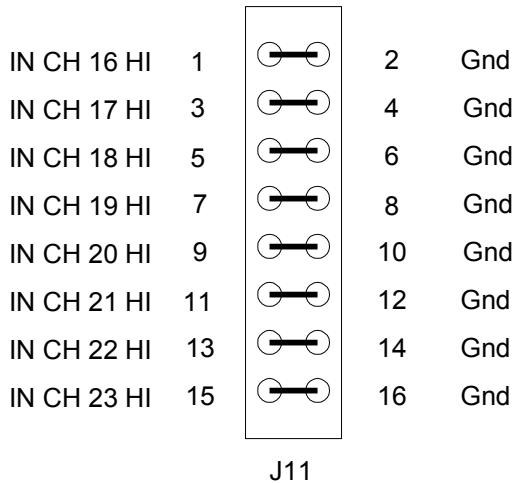 IN CH 16 HI 1 2 Gnd
IN CH 17 HI 3 4 Gnd
IN CH 18 HI 5 6 Gnd
IN CH 19 HI 7 8 Gnd
IN CH 20 HI 9 10 Gnd
IN CH 21 HI 11 12 Gnd
IN CH 22 HI 13 14 Gnd
IN CH 23 HI 15 16 Gnd
J11